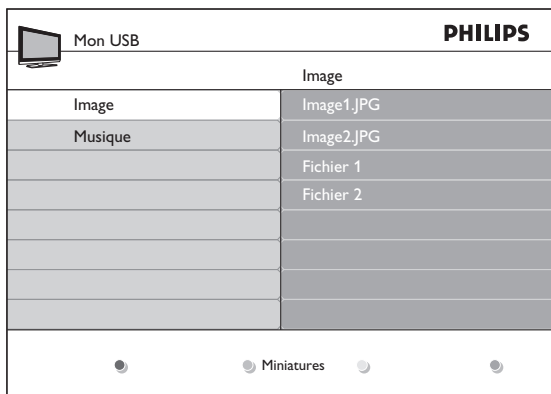 Mon USB
PHILIPS
Image
Image
Image1.JPG
Musique
Image2.JPG
Fichier 1
Fichier 2
Miniatures